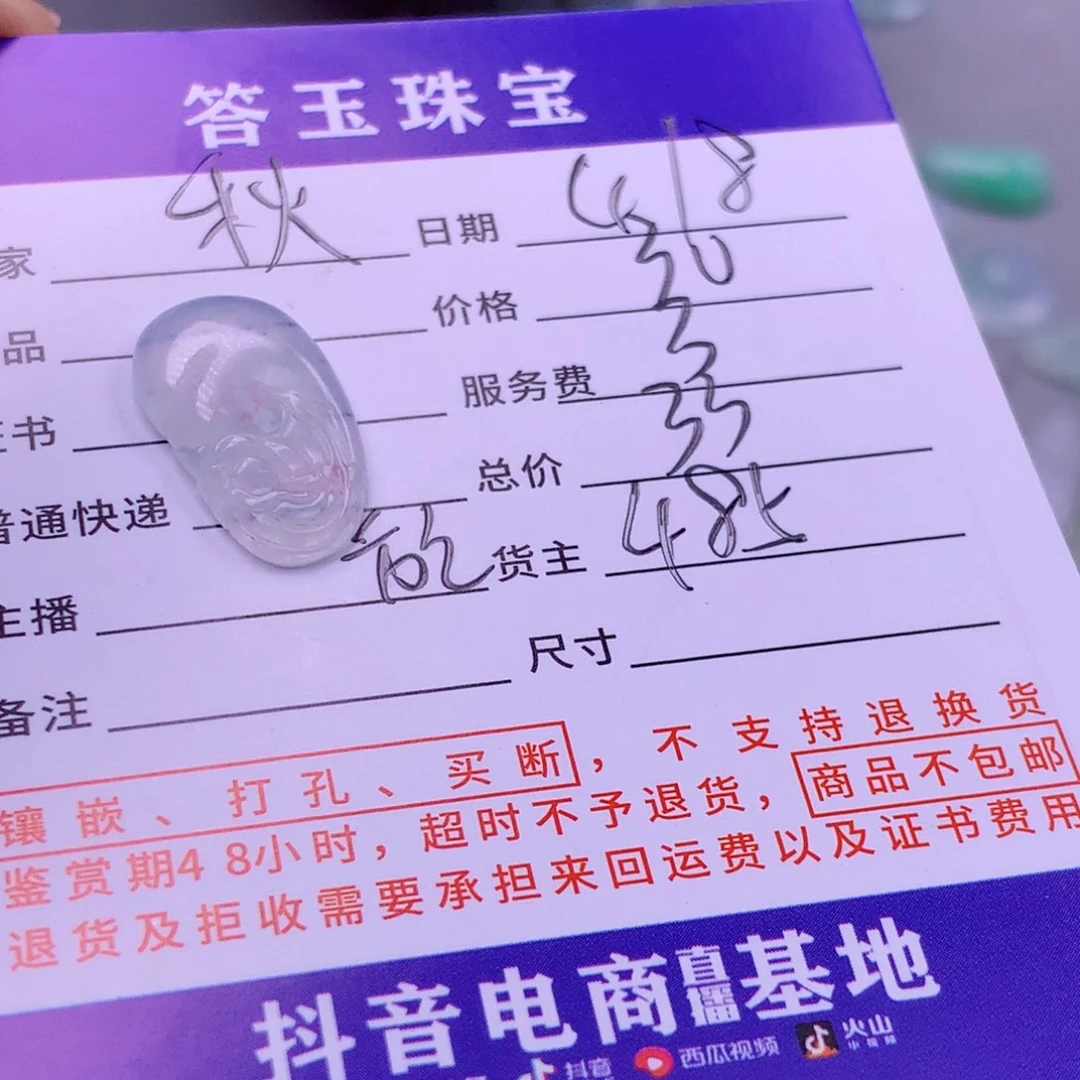 答玉珠宝
家 秋 日期 4 18
品 价格 30
书 服务费 3
总价 33
普通快递
主播 货主 485
备注 尺寸
镶嵌、打孔、买断，不支持退换货
鉴赏期48小时，超时不予退货，商品不包邮
退货及拒收需要承担来回运费以及证书费用
抖音电商直播基地
抖音 西瓜视频 火山